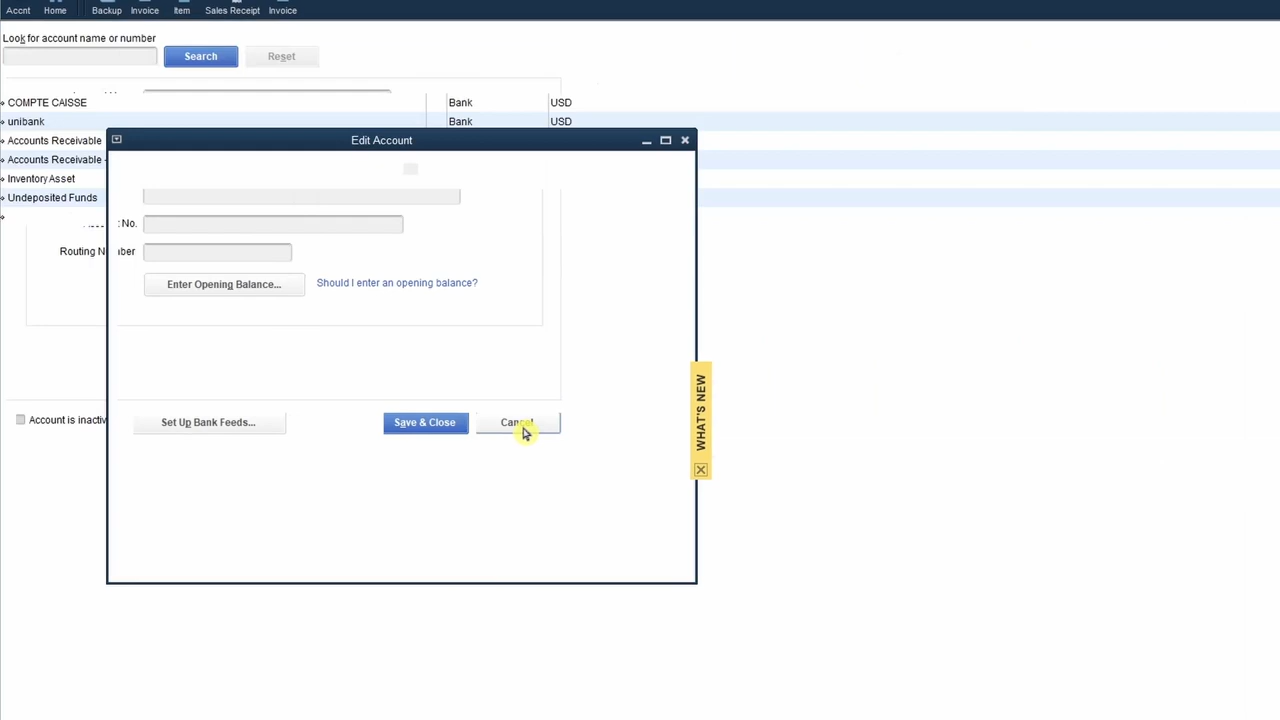 Accnt Home Backup Invoice Item Sales Receipt Invoice
Look for account name or number
Search Reset
COMPTE CAISSE Bank USD
unibank Bank USD
Accounts Receivable
Edit Account
Accounts Receivable -
Inventory Asset
Undeposited Funds
No.
Routing N ber
Enter Opening Balance... Should I enter an opening balance?
WHAT'S NEW
Account is inactiv
Set Up Bank Feeds... Save & Close Cancel